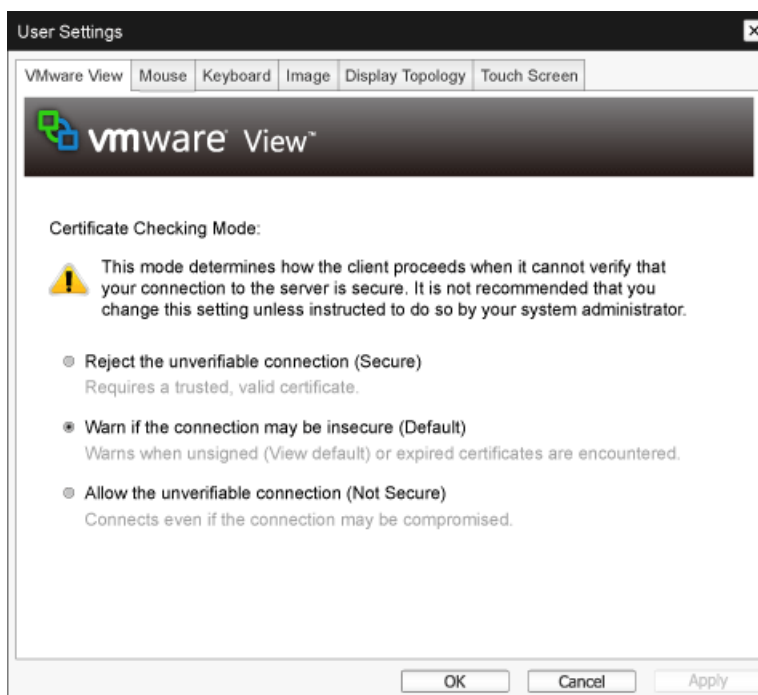 User Settings
VMware View Mouse Keyboard Image Display Topology Touch Screen
vmware View™
Certificate Checking Mode:
This mode determines how the client proceeds when it cannot verify that
your connection to the server is secure. It is not recommended that you
change this setting unless instructed to do so by your system administrator.
Reject the unverifiable connection (Secure)
Requires a trusted, valid certificate.
Warn if the connection may be insecure (Default)
Warns when unsigned (View default) or expired certificates are encountered.
Allow the unverifiable connection (Not Secure)
Connects even if the connection may be compromised.
OK Cancel Apply